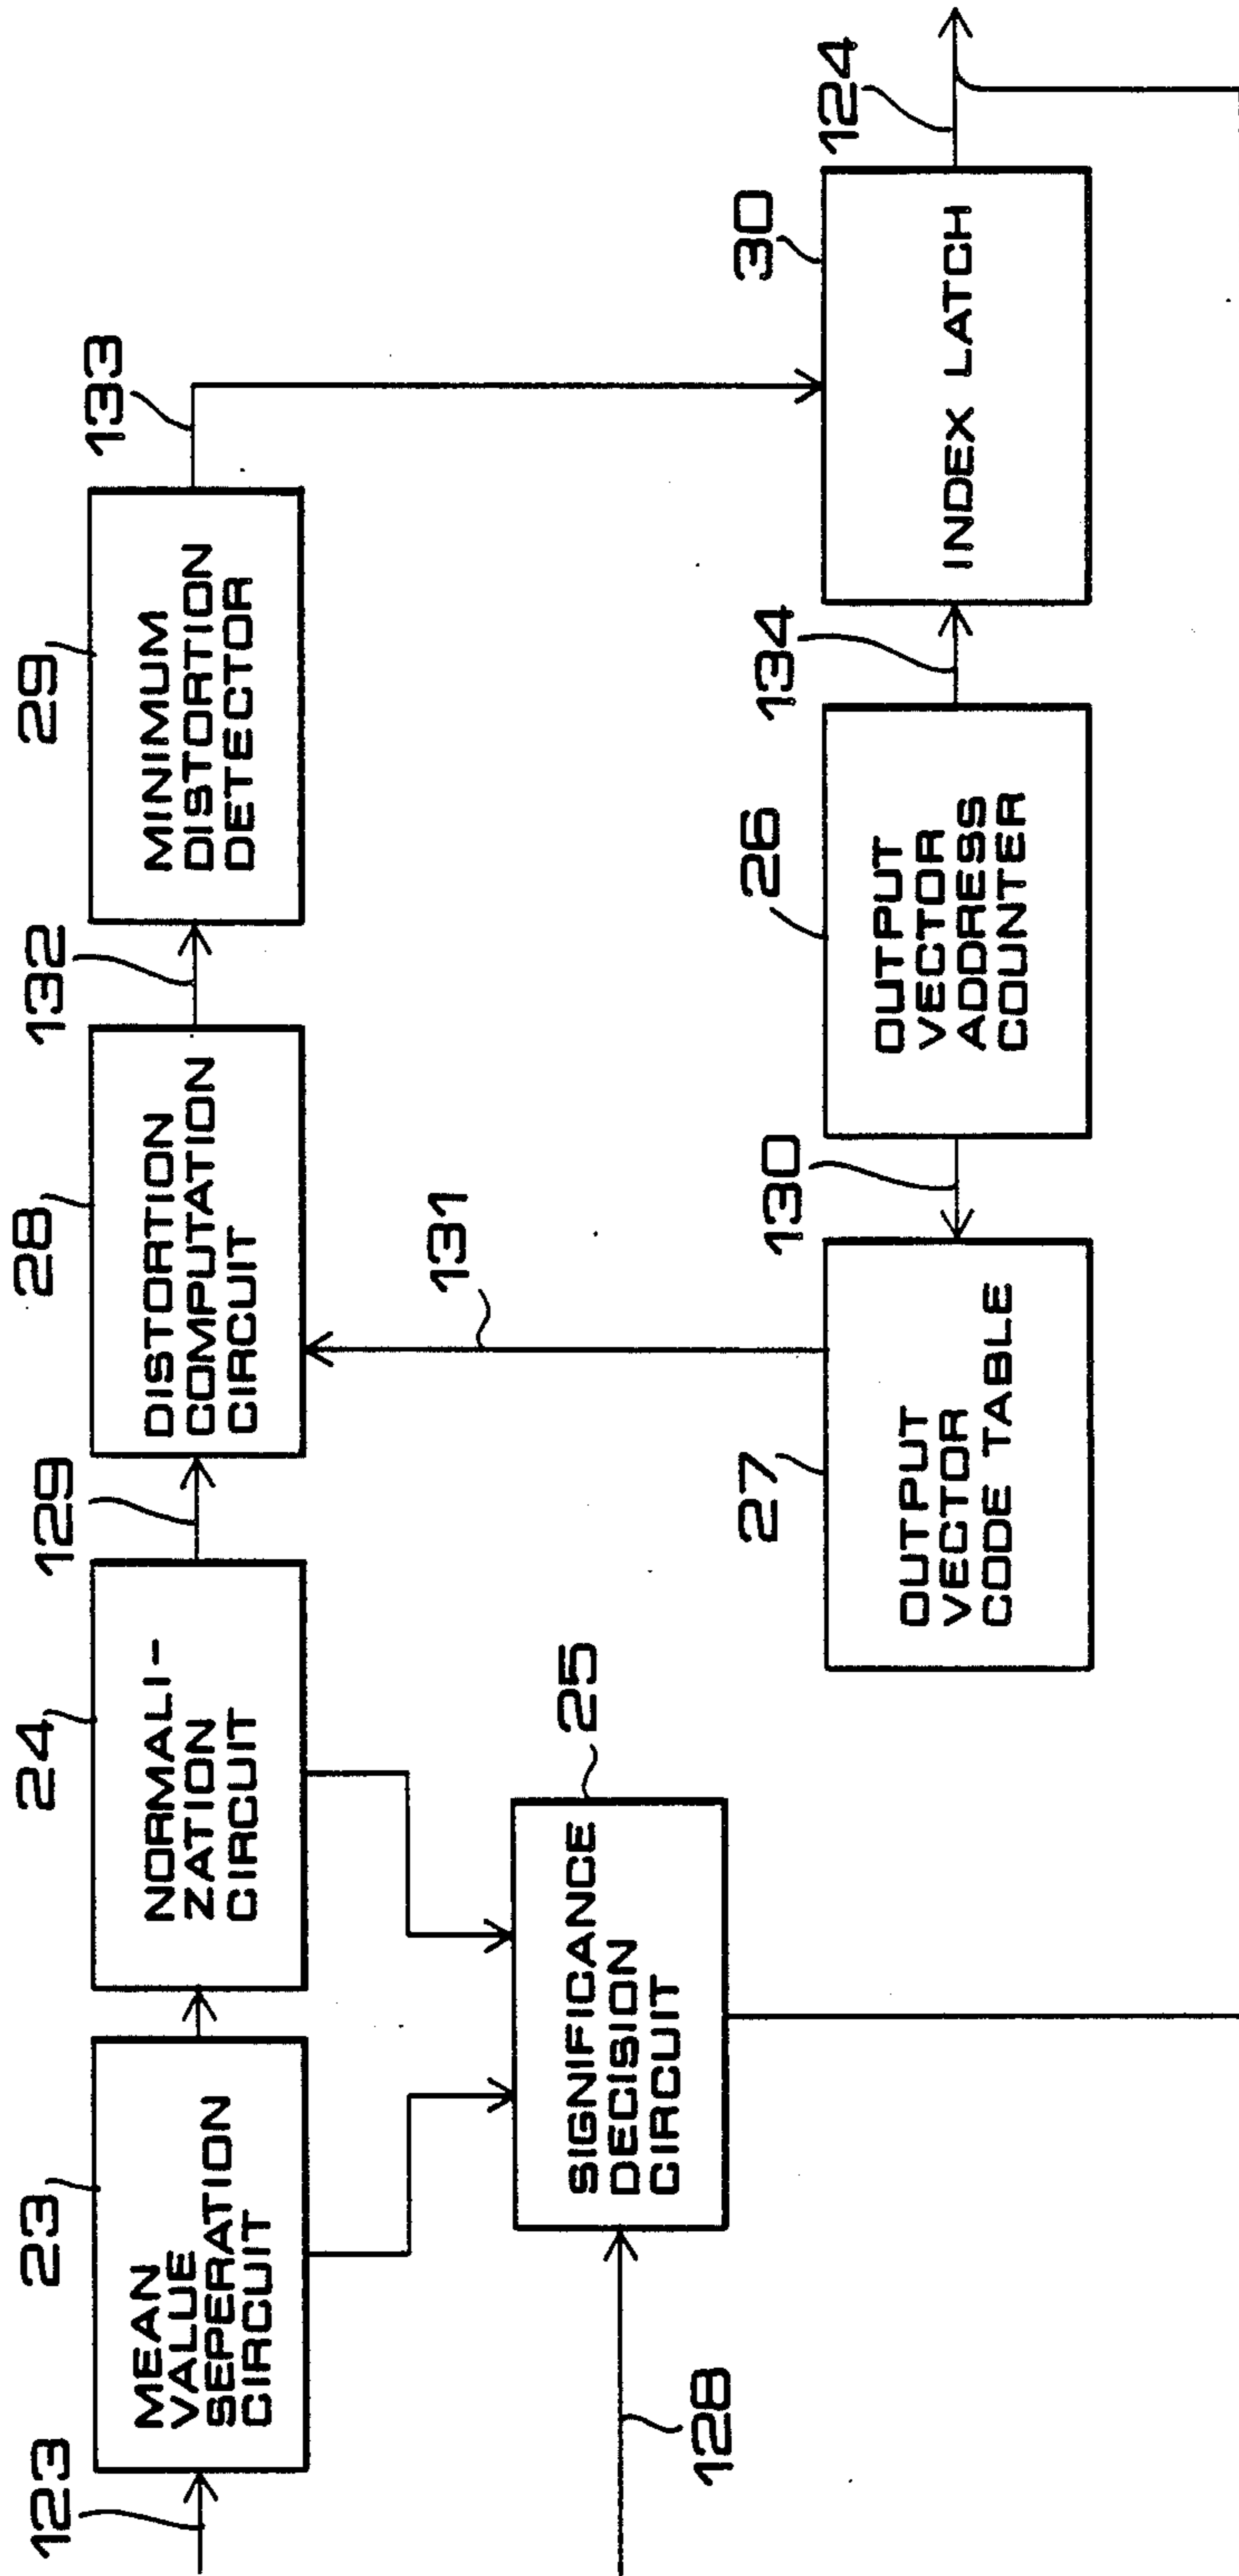 123
23
MEAN
VALUE
SEPERATION
CIRCUIT
24
NORMALI-
ZATION
CIRCUIT
129
28
DISTORTION
COMPUTATION
CIRCUIT
132
29
MINIMUM
DISTORTION
DETECTOR
133
128
25
SIGNIFICANCE
DECISION
CIRCUIT
131
27
OUTPUT
VECTOR
CODE TABLE
130
26
OUTPUT
VECTOR
ADDRESS
COUNTER
134
30
INDEX LATCH
124